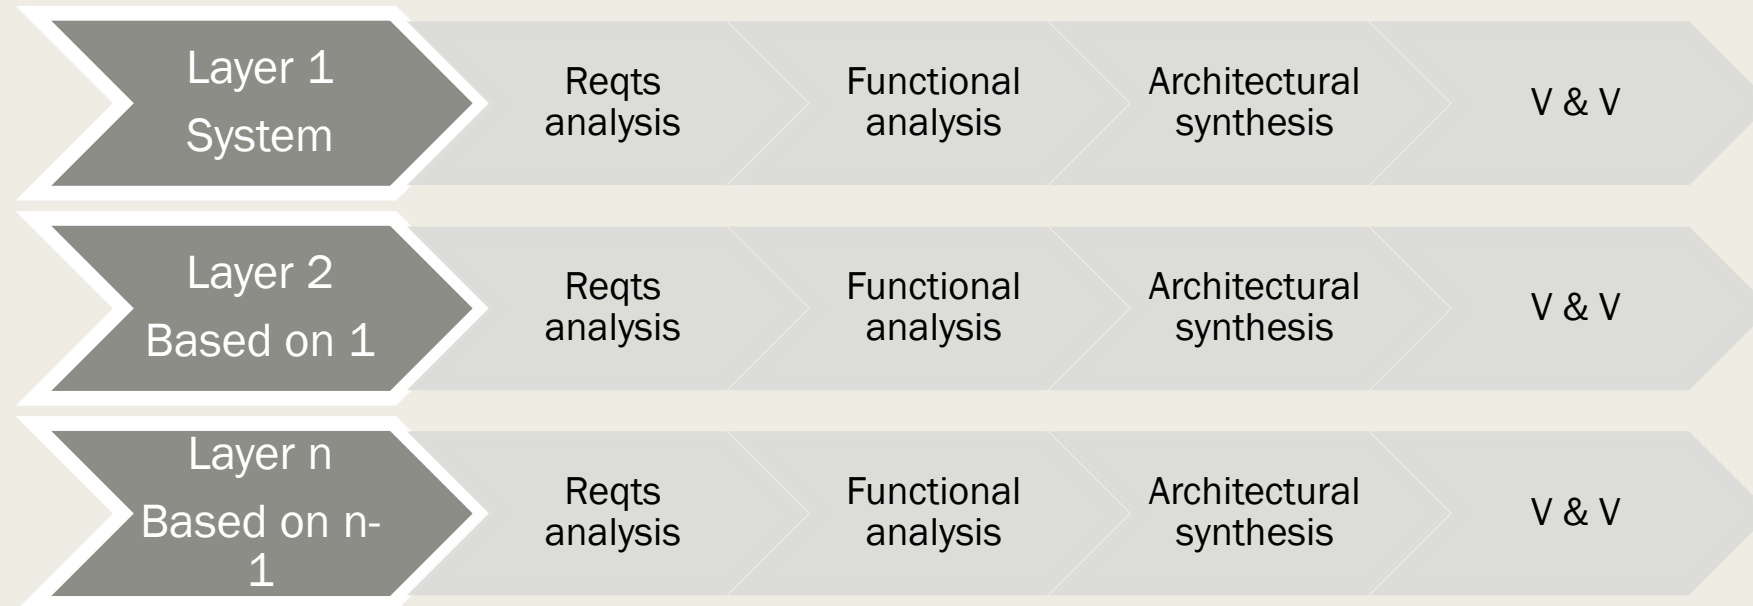 Layer 1
System
Reqts
analysis
Functional
analysis
Architectural
synthesis
V & V
Layer 2
Based on 1
Reqts
analysis
Functional
analysis
Architectural
synthesis
V & V
Layer n
Based on n-
1
Reqts
analysis
Functional
analysis
Architectural
synthesis
V & V